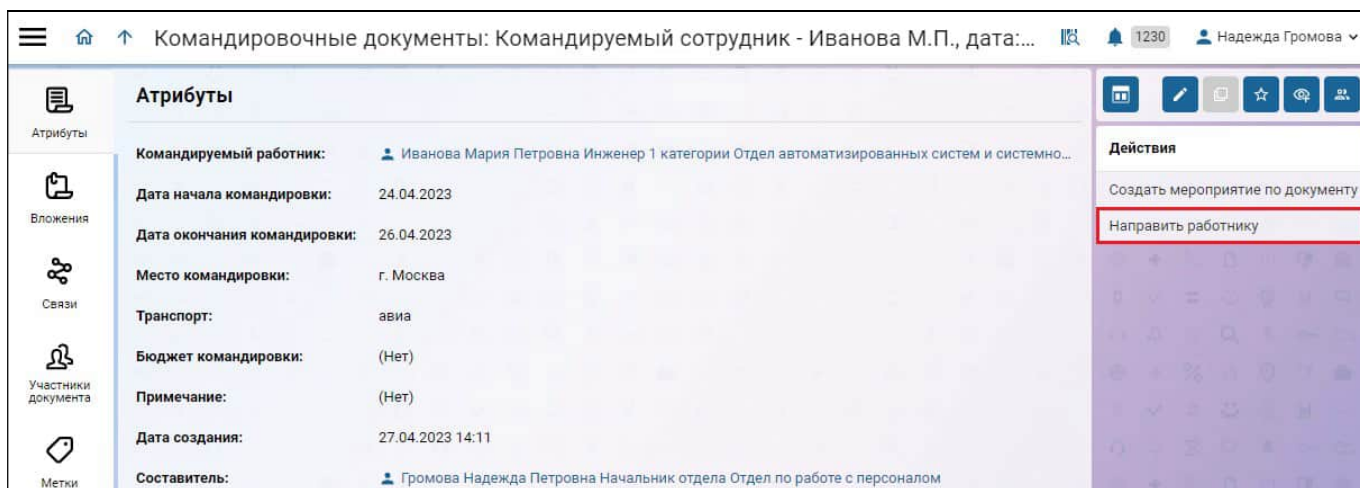 Командировочные документы: Командируемый сотрудник - Иванова М.П., дата:...
1230
Надежда Громова
Атрибуты
Вложения
Связи
Участники
документа
Метки
Атрибуты
Командируемый работник: Иванова Мария Петровна Инженер 1 категории Отдел автоматизированных систем и системно...
Дата начала командировки: 24.04.2023
Дата окончания командировки: 26.04.2023
Место командировки: г. Москва
Транспорт: авиа
Бюджет командировки: (Нет)
Примечание: (Нет)
Дата создания: 27.04.2023 14:11
Составитель: Громова Надежда Петровна Начальник отдела Отдел по работе с персоналом
Действия
Создать мероприятие по документу
Направить работнику